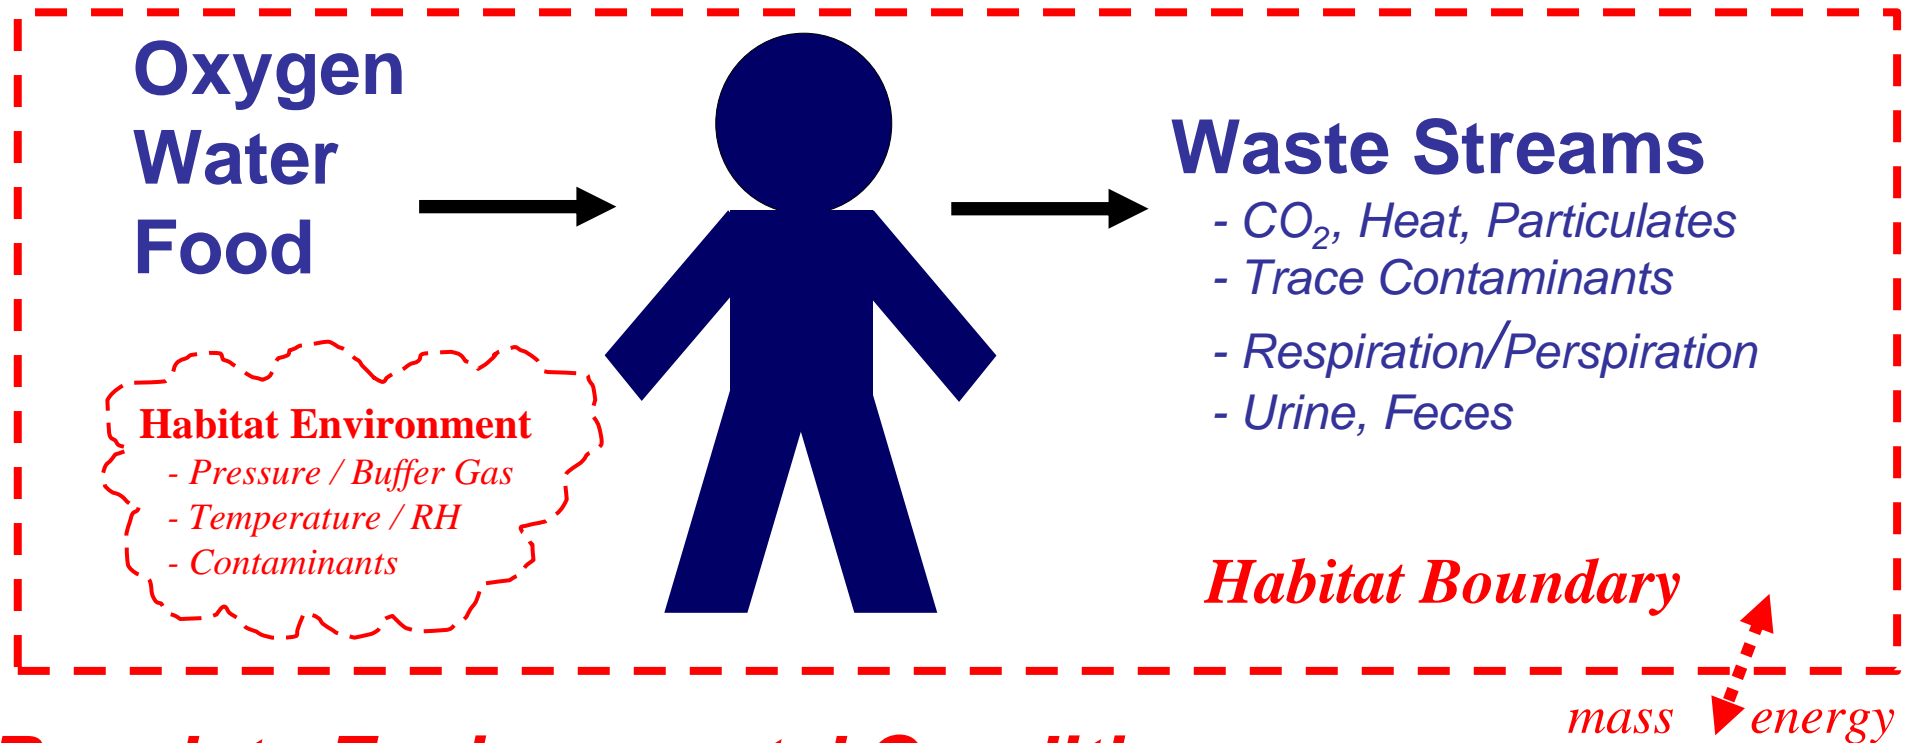 Oxygen
Water
Food
Waste Streams
- CO₂, Heat, Particulates
- Trace Contaminants
- Respiration/Perspiration
- Urine, Feces
Habitat Environment
- Pressure / Buffer Gas
- Temperature / RH
- Contaminants
Habitat Boundary
mass energy